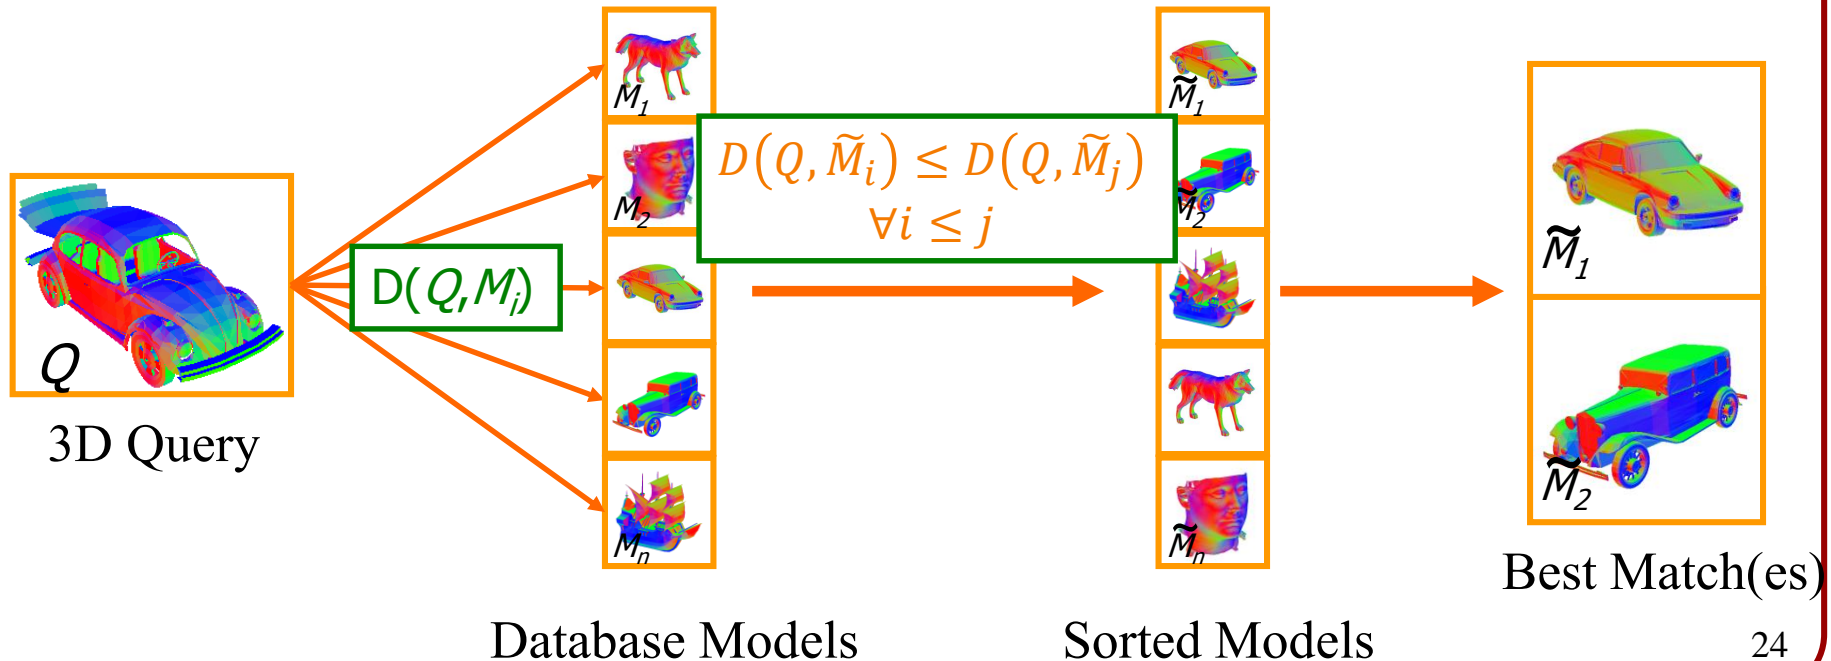 Q
3D Query
D(Q,Mᵢ)
M₁
M₂
Mₙ
Database Models
D(Q, M̃ᵢ) ≤ D(Q, M̃ⱼ)
∀i ≤ j
M̃₁
M̃₂
M̃ₙ
Sorted Models
M̃₁
M̃₂
Best Match(es)
24